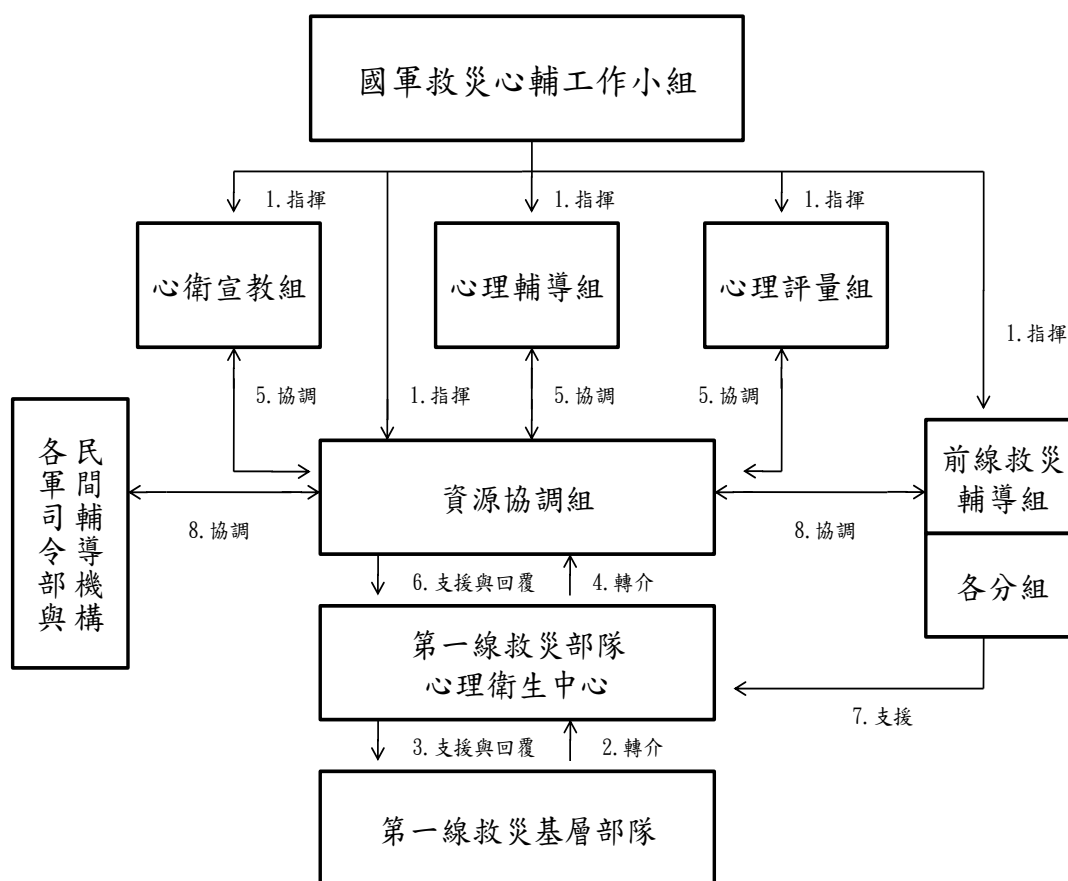 國軍救災心輔工作小組
1.指揮
1.指揮
1.指揮
心衛宣教組
心理輔導組
心理評量組
1.指揮
5.協調
1.指揮
5.協調
5.協調
各軍司令部與
民間輔導機構
資源協調組
前線救災
輔導組
8.協調
8.協調
6.支援與回覆
4.轉介
各分組
第一線救災部隊
心理衛生中心
7.支援
3.支援與回覆
2.轉介
第一線救災基層部隊